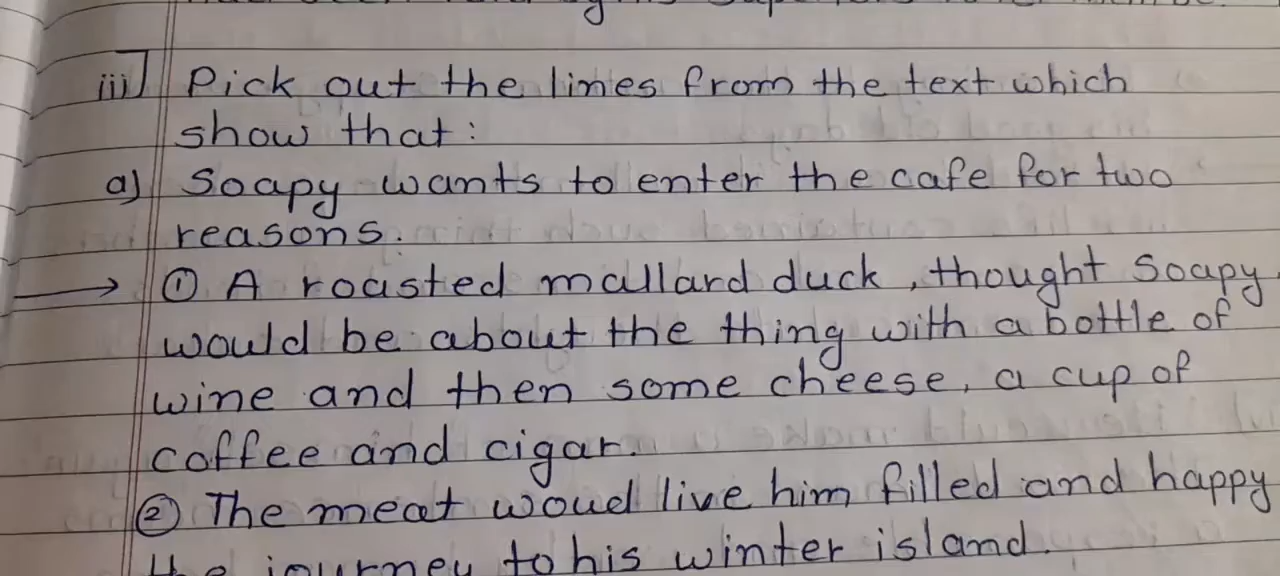 iii] Pick out the lines from the text which
show that:
a) Soapy wants to enter the cafe for two
reasons.
→ ① A roasted mallard duck, thought Soapy
would be about the thing with a bottle of
wine and then some cheese, a cup of
coffee and cigar.
② The meat woud live him filled and happy
the journey to his winter island.